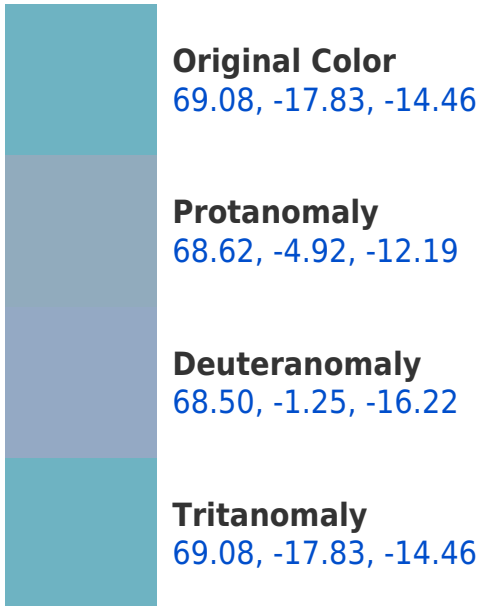 Original Color
69.08, -17.83, -14.46
Protanomaly
68.62, -4.92, -12.19
Deuteranomaly
68.50, -1.25, -16.22
Tritanomaly
69.08, -17.83, -14.46